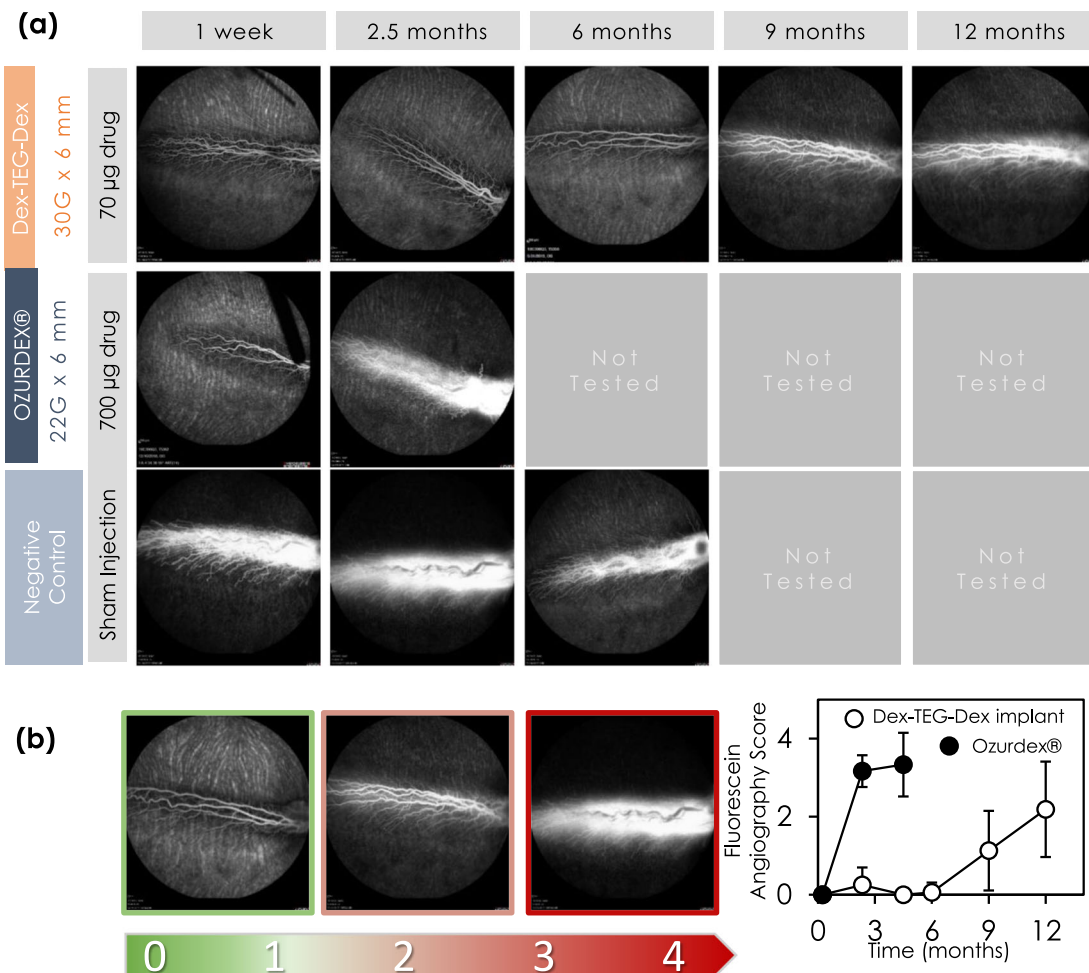 (a)
1 week
2.5 months
6 months
9 months
12 months
Dex-TEG-Dex
30G x 6 mm
70 µg drug
OZURDEX®
22G x 6 mm
700 µg drug
Not
Tested
Not
Tested
Not
Tested
Negative
Control
Sham Injection
Not
Tested
Not
Tested
(b)
0 1 2 3 4
Fluorescein
Angiography Score
Dex-TEG-Dex implant
Ozurdex®
4
2
0
0 3 6 9 12
Time (months)